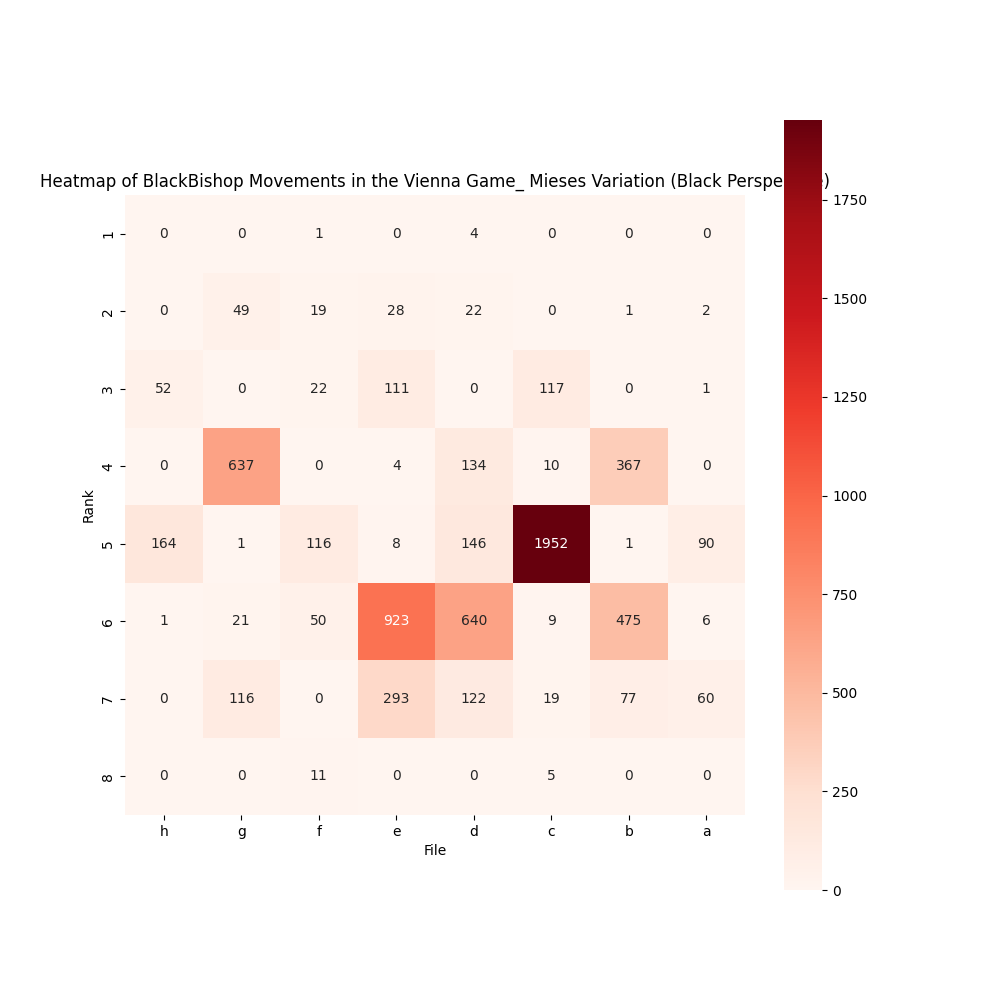 Heatmap of BlackBishop Movements in the Vienna Game_ Mieses Variation (Black Perspe e)
1 0 0 1 0 4 0 0 0
2 0 49 19 28 22 0 1 2
3 52 0 22 111 0 117 0 1
4 0 637 0 4 134 10 367 0
5 164 1 116 8 146 1952 1 90
6 1 21 50 923 640 9 475 6
7 0 116 0 293 122 19 77 60
8 0 0 11 0 0 5 0 0
h g f e d c b a
File
Rank
1750
1500
1250
1000
750
500
250
0